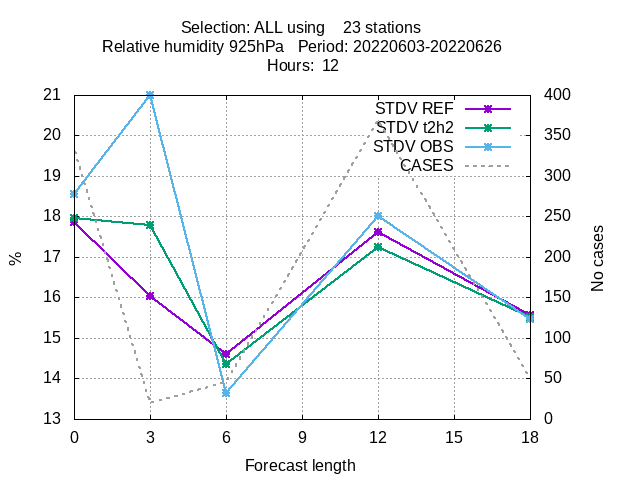 Selection: ALL using    23 stations
Relative humidity 925hPa   Period: 20220603-20220626
Hours:  12
STDV REF
STDV t2h2
STDV OBS
CASES
21
20
19
18
17
16
15
14
13
%
400
350
300
250
200
150
100
50
0
No cases
0 3 6 9 12 15 18
Forecast length